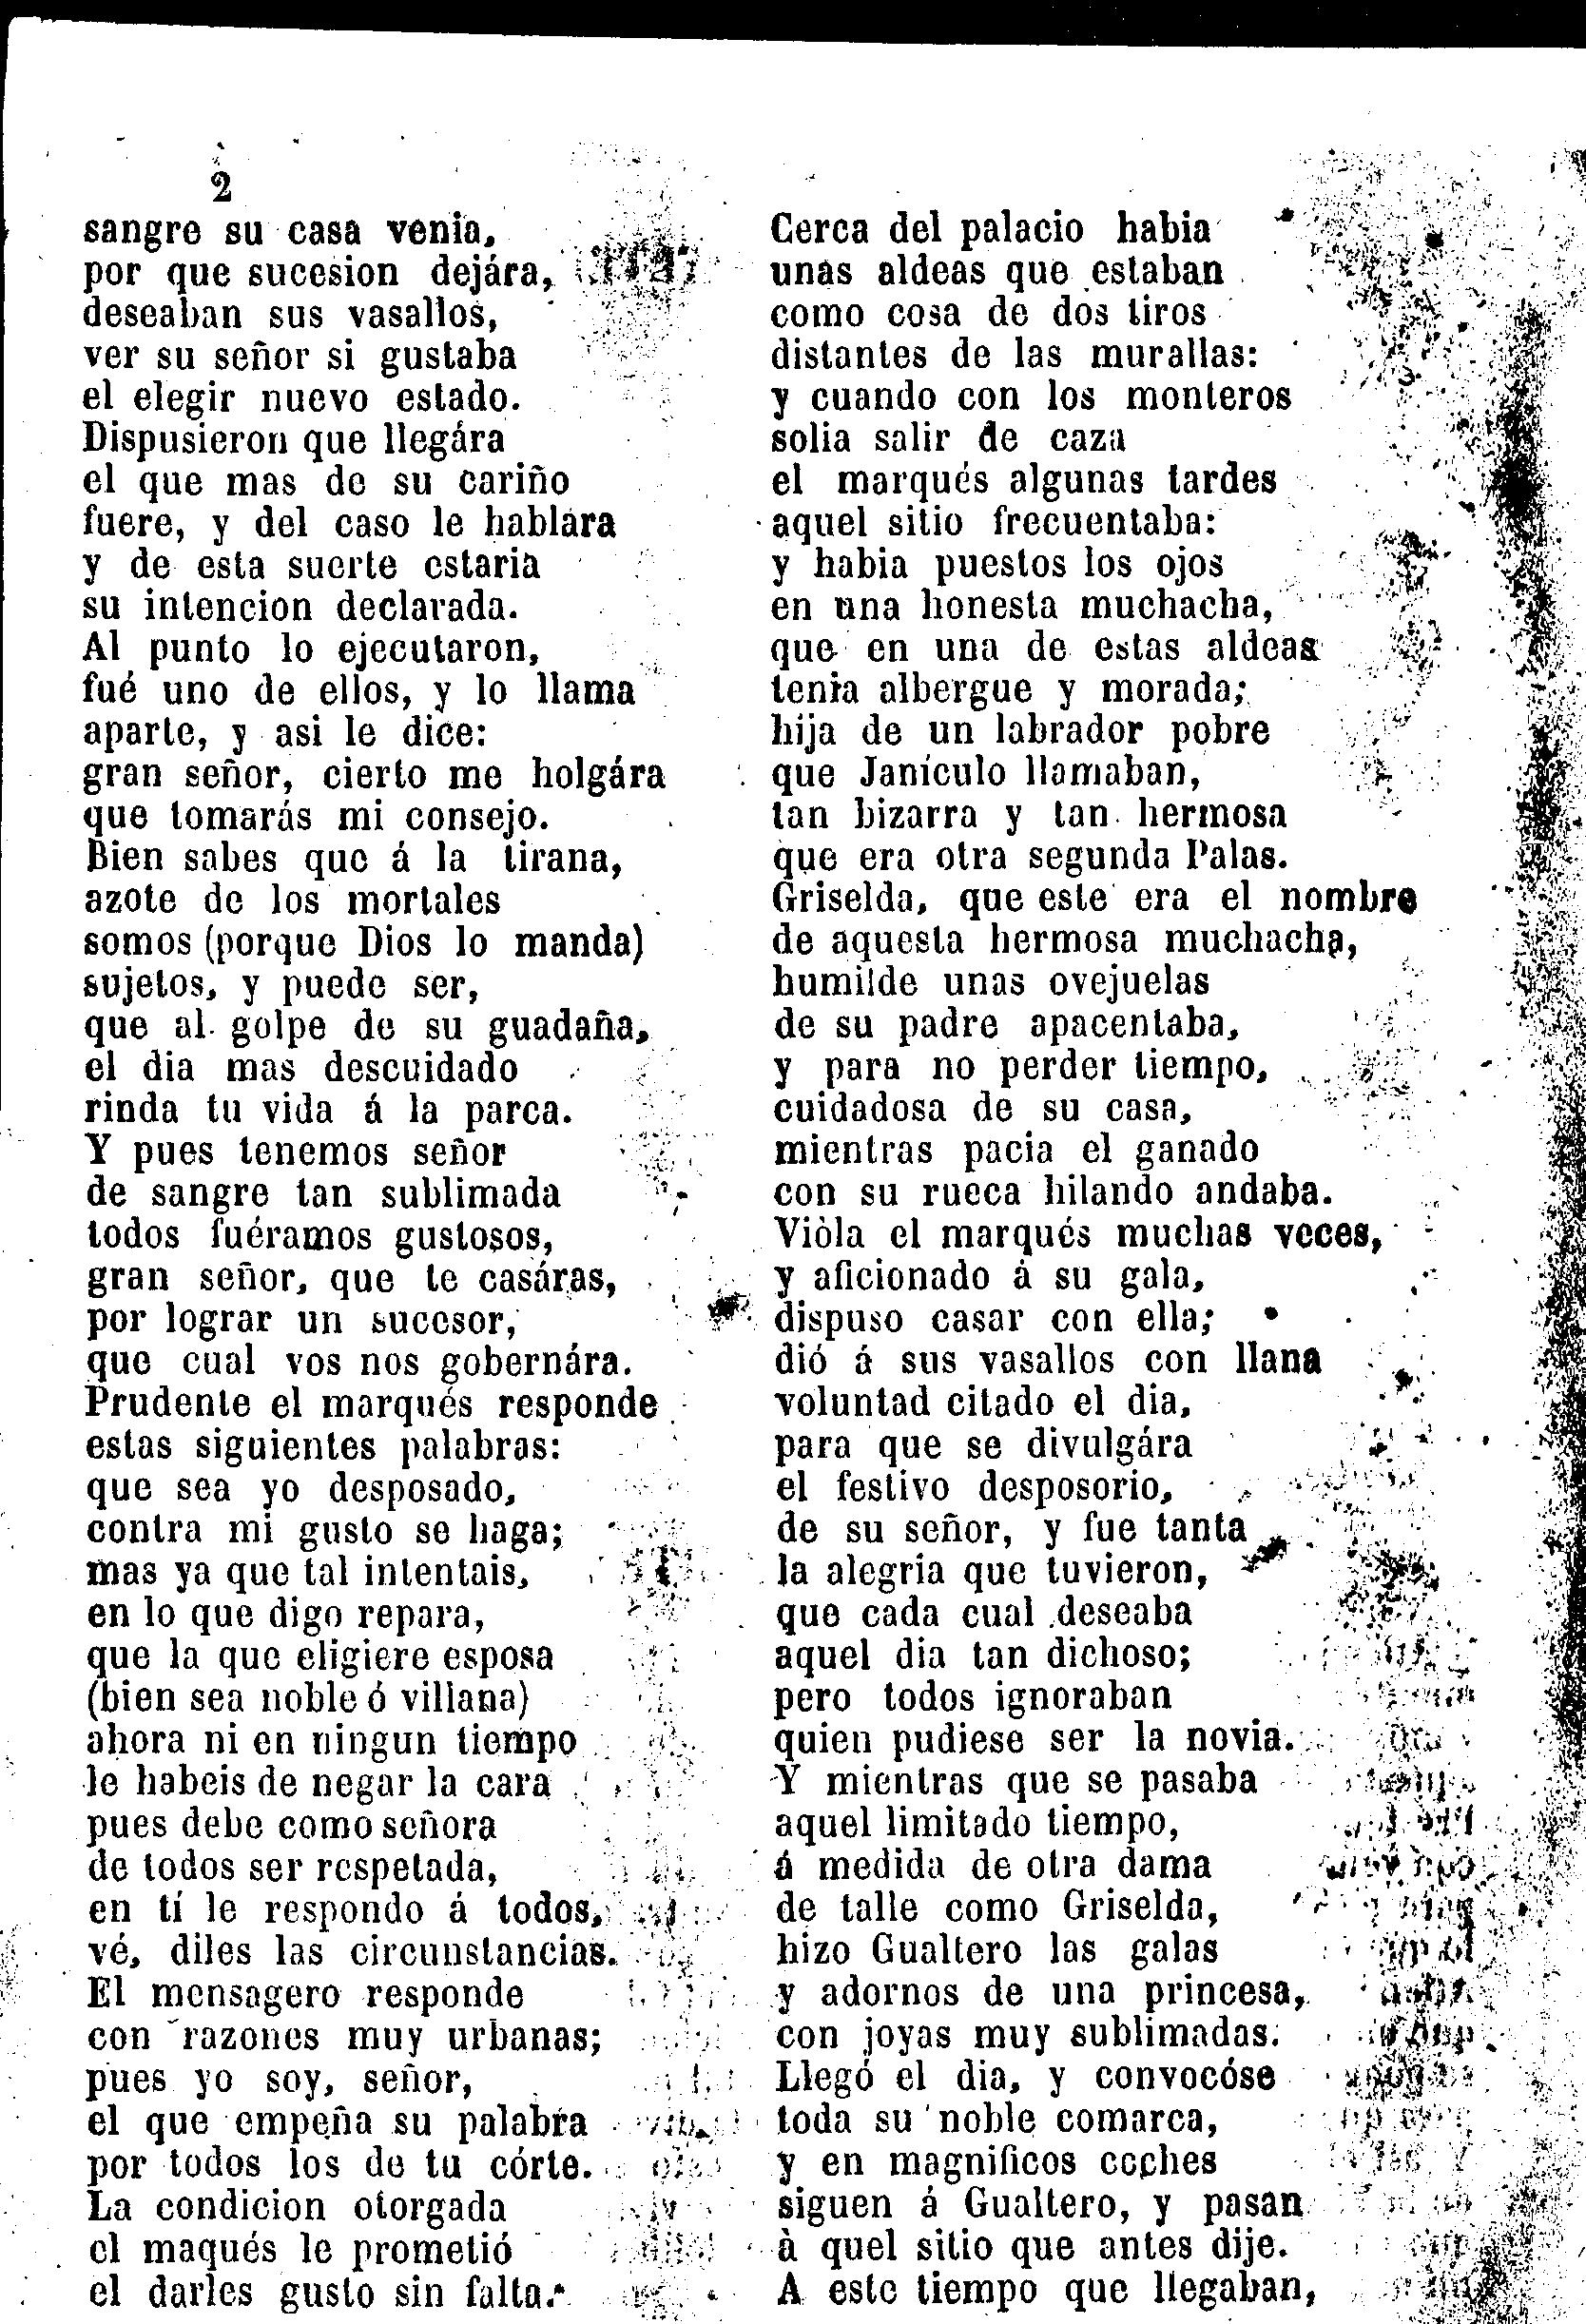 2
sangre su casa venia,
por que sucesion dejára,
deseaban sus vasallos,
ver su señor si gustaba
el elegir nuevo estado.
Dispusieron que llegára
el que mas de su cariño
fuere, y del caso le hablara
y de esta suerte estaria
su intencion declarada.
Al punto lo ejecutaron,
fué uno de ellos, y lo llama
aparte, y asi le dice:
gran señor, cierto me holgára
que tomarás mi consejo.
Bien sabes que á la tirana,
azote de los mortales
somos (porque Dios lo manda)
sujetos, y puede ser,
que al golpe de su guadaña,
el dia mas descuidado
rinda tu vida á la parca.
Y pues tenemos señor
de sangre tan sublimada
todos fuéramos gustosos,
gran señor, que te casáras,
por lograr un sucesor,
que cual vos nos gobernára.
Prudente el marqués responde
estas siguientes palabras:
que sea yo desposado,
contra mi gusto se haga;
mas ya que tal intentais,
en lo que digo repara,
que la que eligiere esposa
(bien sea noble ó villana)
ahora ni en ningun tiempo
le habeis de negar la cara
pues debe como señora
de todos ser respetada,
en tí le respondo á todos,
vé, diles las circunstancias.
El mensagero responde
con razones muy urbanas;
pues yo soy, señor,
el que empeña su palabra
por todos los de tu córte.
La condicion otorgada
el maqués le prometió
el darles gusto sin falta.
Cerca del palacio habia
unas aldeas que estaban
como cosa de dos tiros
distantes de las murallas:
y cuando con los monteros
solia salir de caza
el marqués algunas tardes
aquel sitio frecuentaba:
y habia puestos los ojos
en una honesta muchacha,
que en una de estas aldeas
tenia albergue y morada;
hija de un labrador pobre
que Janículo llamaban,
tan bizarra y tan hermosa
que era otra segunda Palas.
Griselda, que este era el nombre
de aquesta hermosa muchacha,
humilde unas ovejuelas
de su padre apacentaba,
y para no perder tiempo,
cuidadosa de su casa,
mientras pacia el ganado
con su rueca hilando andaba.
Viòla el marqués muchas veces,
y aficionado á su gala,
dispuso casar con ella;
dió á sus vasallos con llana
voluntad citado el dia,
para que se divulgára
el festivo desposorio,
de su señor, y fue tanta
la alegria que tuvieron,
que cada cual deseaba
aquel dia tan dichoso;
pero todos ignoraban
quien pudiese ser la novia.
Y mientras que se pasaba
aquel limitado tiempo,
á medida de otra dama
de talle como Griselda,
hizo Gualtero las galas
y adornos de una princesa,
con joyas muy sublimadas.
Llegó el dia, y convocóse
toda su noble comarca,
y en magnificos coches
siguen á Gualtero, y pasan
à quel sitio que antes dije.
A este tiempo que llegaban,